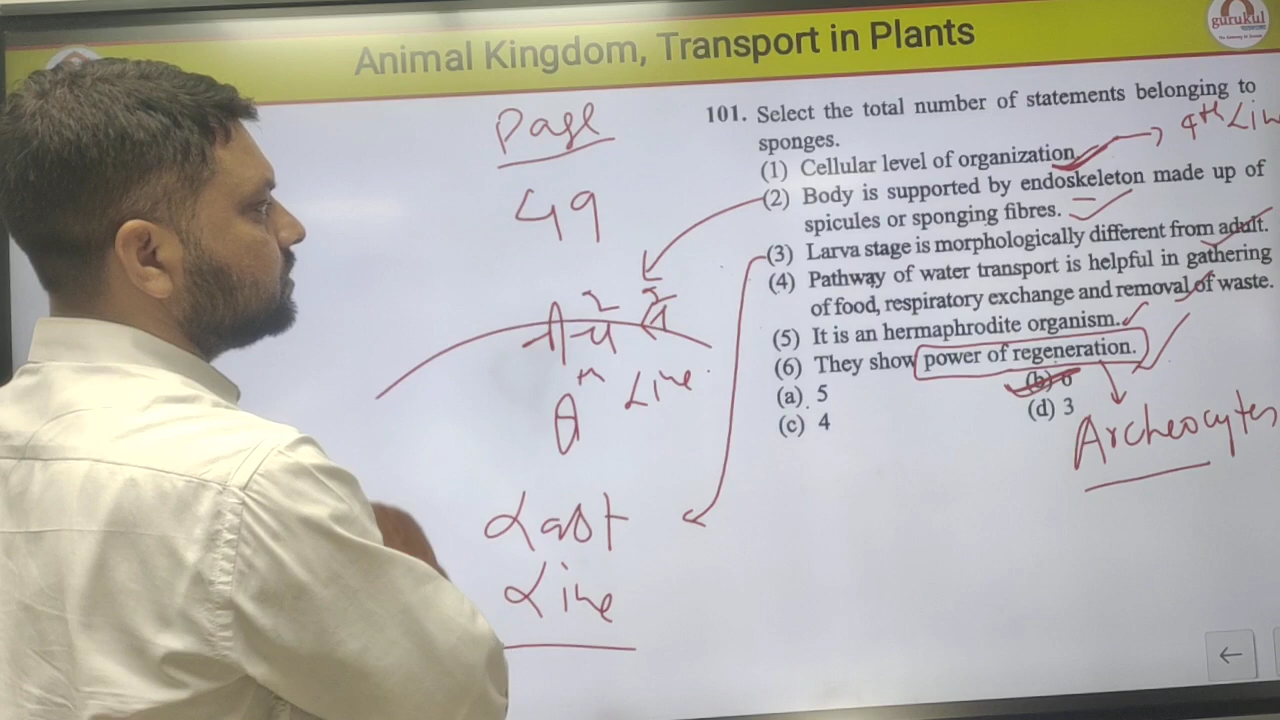 Animal Kingdom, Transport in Plants
gurukul
Page
49
Last
Line
Line
101. Select the total number of statements belonging to
sponges.
(1) Cellular level of organization
4th Lin
(2) Body is supported by endoskeleton made up of
spicules or sponging fibres.
(3) Larva stage is morphologically different from adult.
(4) Pathway of water transport is helpful in gathering
of food, respiratory exchange and removal of waste.
(5) It is an hermaphrodite organism.
(6) They show power of regeneration.
(a) 5
(b) 6
(c) 4
(d) 3
Archeocytes